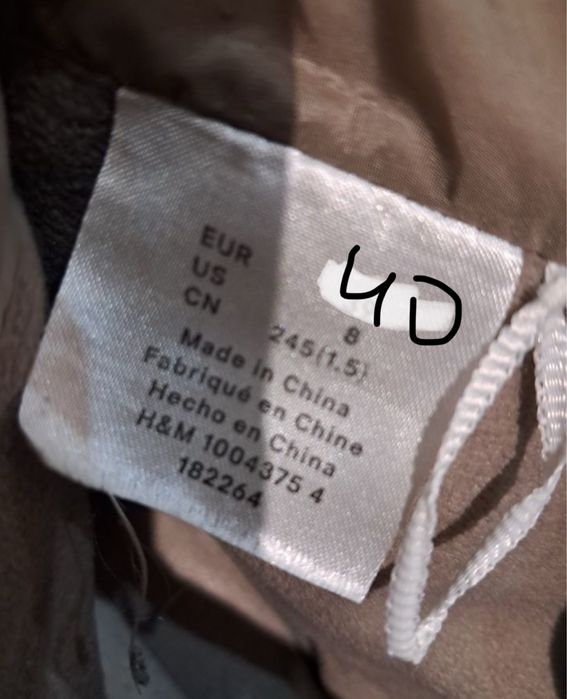 EUR 40
US 8
CN 245(1.5)
Made in China
Fabriqué en Chine
Hecho en China
H&M 1004375 4
182264